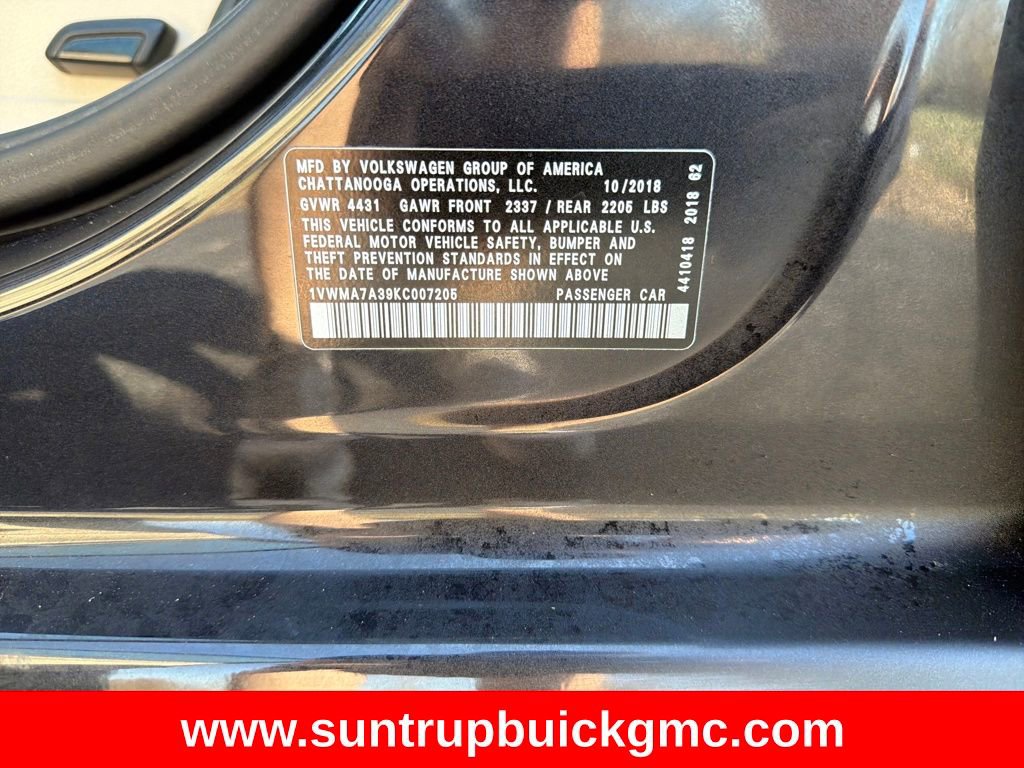 MFD BY VOLKSWAGEN GROUP OF AMERICA
CHATTANOOGA OPERATIONS, LLC. 10/2018
GVWR 4431 GAWR FRONT 2337 / REAR 2205 LBS
THIS VEHICLE CONFORMS TO ALL APPLICABLE U.S.
FEDERAL MOTOR VEHICLE SAFETY, BUMPER AND
THEFT PREVENTION STANDARDS IN EFFECT ON
THE DATE OF MANUFACTURE SHOWN ABOVE
1VWMA7A39KC007205 PASSENGER CAR
4410418 2018 62
www.suntrupbuickgmc.com